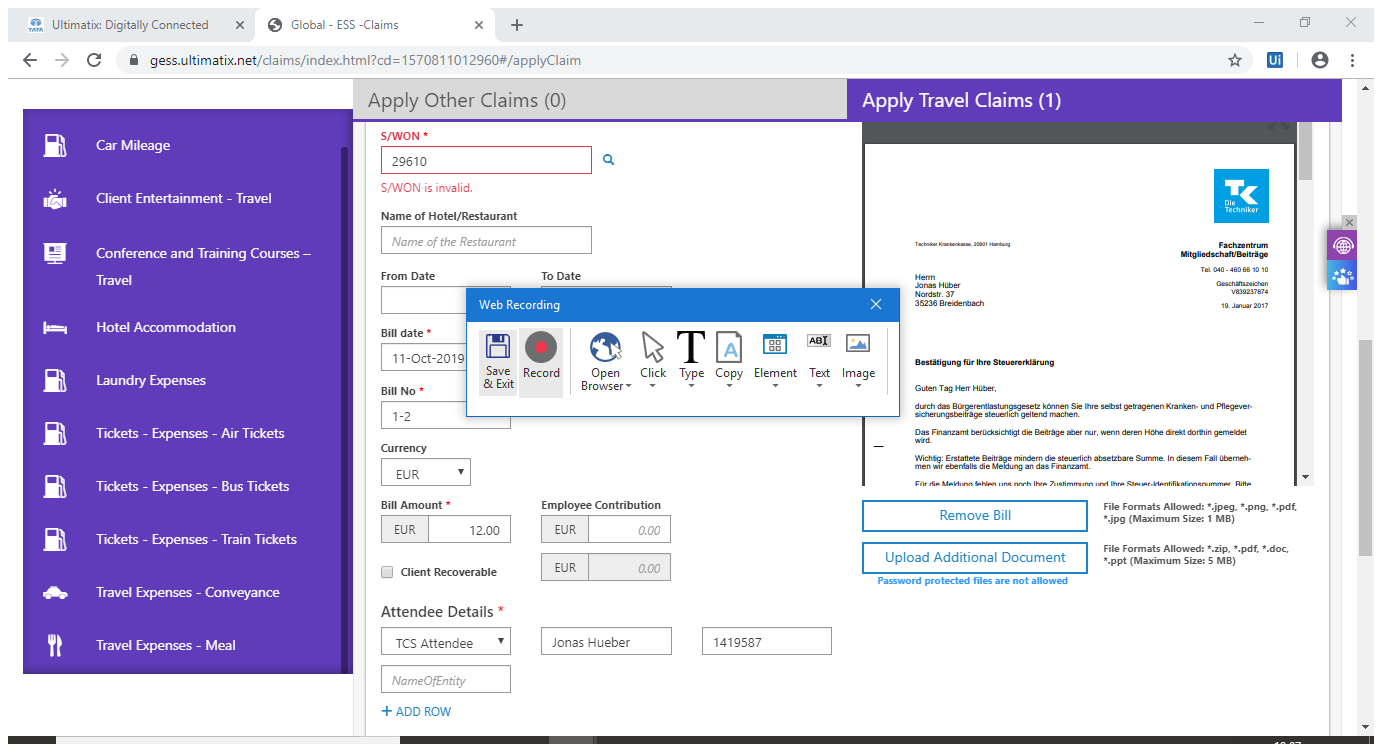 Ultimatix: Digitally Connected
Global - ESS -Claims
gess.ultimatix.net/claims/index.html?cd=1570811012960#/applyClaim
Ui
TATA
Apply Other Claims (0)
Apply Travel Claims (1)
Car Mileage
Client Entertainment - Travel
Conference and Training Courses –
Travel
Hotel Accommodation
Laundry Expenses
Tickets - Expenses - Air Tickets
Tickets - Expenses - Bus Tickets
Tickets - Expenses - Train Tickets
Travel Expenses - Conveyance
Travel Expenses - Meal
S/WON *
29610
S/WON is invalid.
Name of Hotel/Restaurant
Name of the Restaurant
From Date
To Date
Bill date *
11-Oct-2019
Bill No *
1-2
Currency
EUR
Bill Amount *
Employee Contribution
EUR
12.00
EUR
0.00
Client Recoverable
EUR
0.00
Attendee Details *
TCS Attendee
Jonas Hueber
1419587
NameOfEntity
+ ADD ROW
Web Recording
Save
& Exit
Record
Open
Browser
Click
Type
Copy
Element
Text
Image
T
A
ABI
TK
Die
Techniker
Techniker Krankenkasse, 20901 Hamburg
Fachzentrum
Mitgliedschaft/Beiträge
Tel. 040 - 460 66 10 10
Geschäftszeichen
V839237874
19. Januar 2017
Herrn
Jonas Hüber
Nordstr. 37
35236 Breidenbach
Bestätigung für Ihre Steuererklärung
Guten Tag Herr Hüber,
durch das Bürgerentlastungsgesetz können Sie Ihre selbst getragenen Kranken- und Pflegever-
sicherungsbeiträge steuerlich geltend machen.
Das Finanzamt berücksichtigt die Beiträge aber nur, wenn deren Höhe direkt dorthin gemeldet
wird.
Wichtig: Erstattete Beiträge mindern die steuerlich absetzbare Summe. In diesem Fall überneh-
men wir ebenfalls die Meldung an das Finanzamt.
Für die Meldung fehlen uns noch Ihre Zustimmung und Ihre Steuer-Identifikationsnummer. Bitte
Remove Bill
File Formats Allowed: *.jpeg, *.png, *.pdf,
*.jpg (Maximum Size: 1 MB)
Upload Additional Document
File Formats Allowed: *.zip, *.pdf, *.doc,
*.ppt (Maximum Size: 5 MB)
Password protected files are not allowed